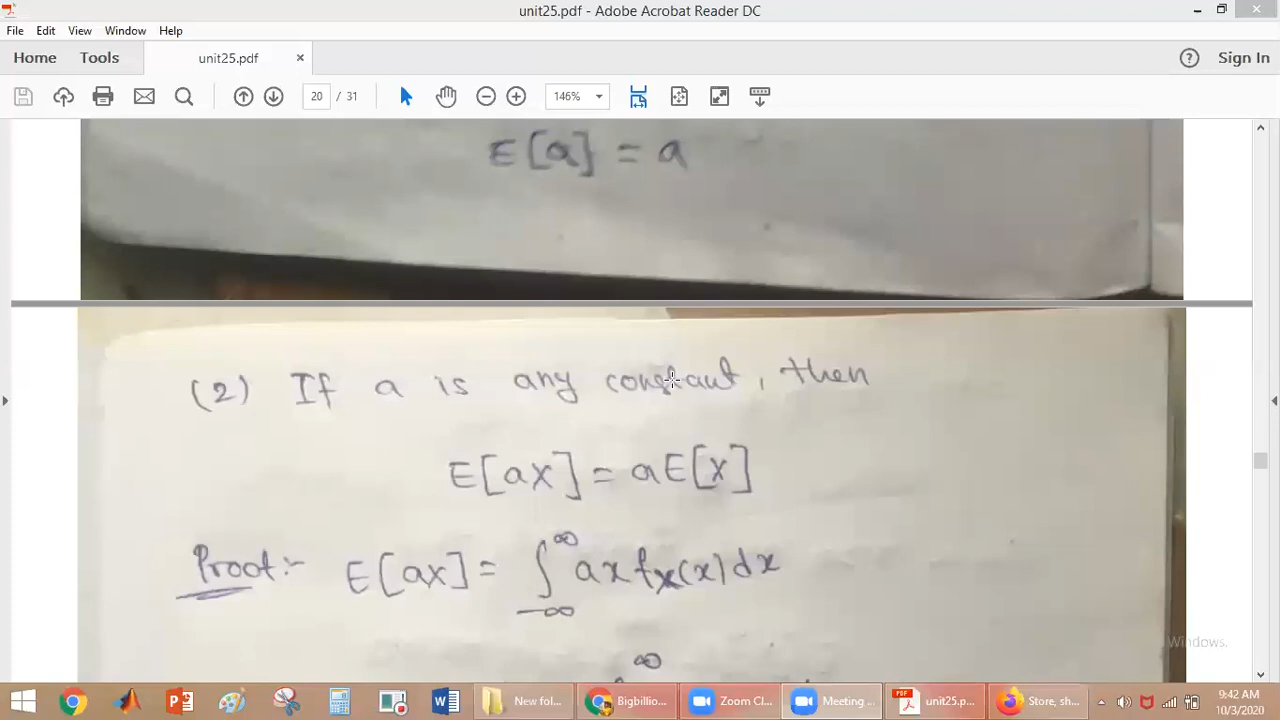 unit25.pdf - Adobe Acrobat Reader DC
File Edit View Window Help
Home Tools unit25.pdf × ? Sign In
20 / 31 146%
E[a] = a
(2) If a is any constant, then
E[aX] = aE[X]
Proof:- E[aX] = ∫_{-∞}^{∞} ax f_X(x) dx
∞
Windows.
New fol... Bigbillio... Zoom Cl... Meeting ... unit25.p... Store, sh...
9:42 AM
10/3/2020